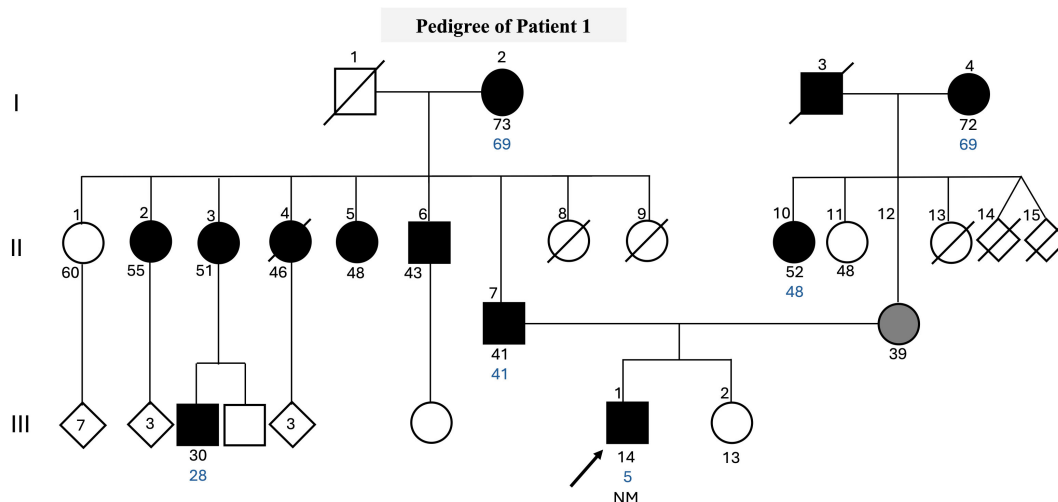 Pedigree of Patient 1
1 2 3 4
I
73 72
69 69
1 2 3 4 5 6 8 9 10 11 12 13 14 15
II
60 55 51 46 48 43 52 48
48
7
41 39
41
1 2
III
7 3 3
30 14 13
28 5
NM